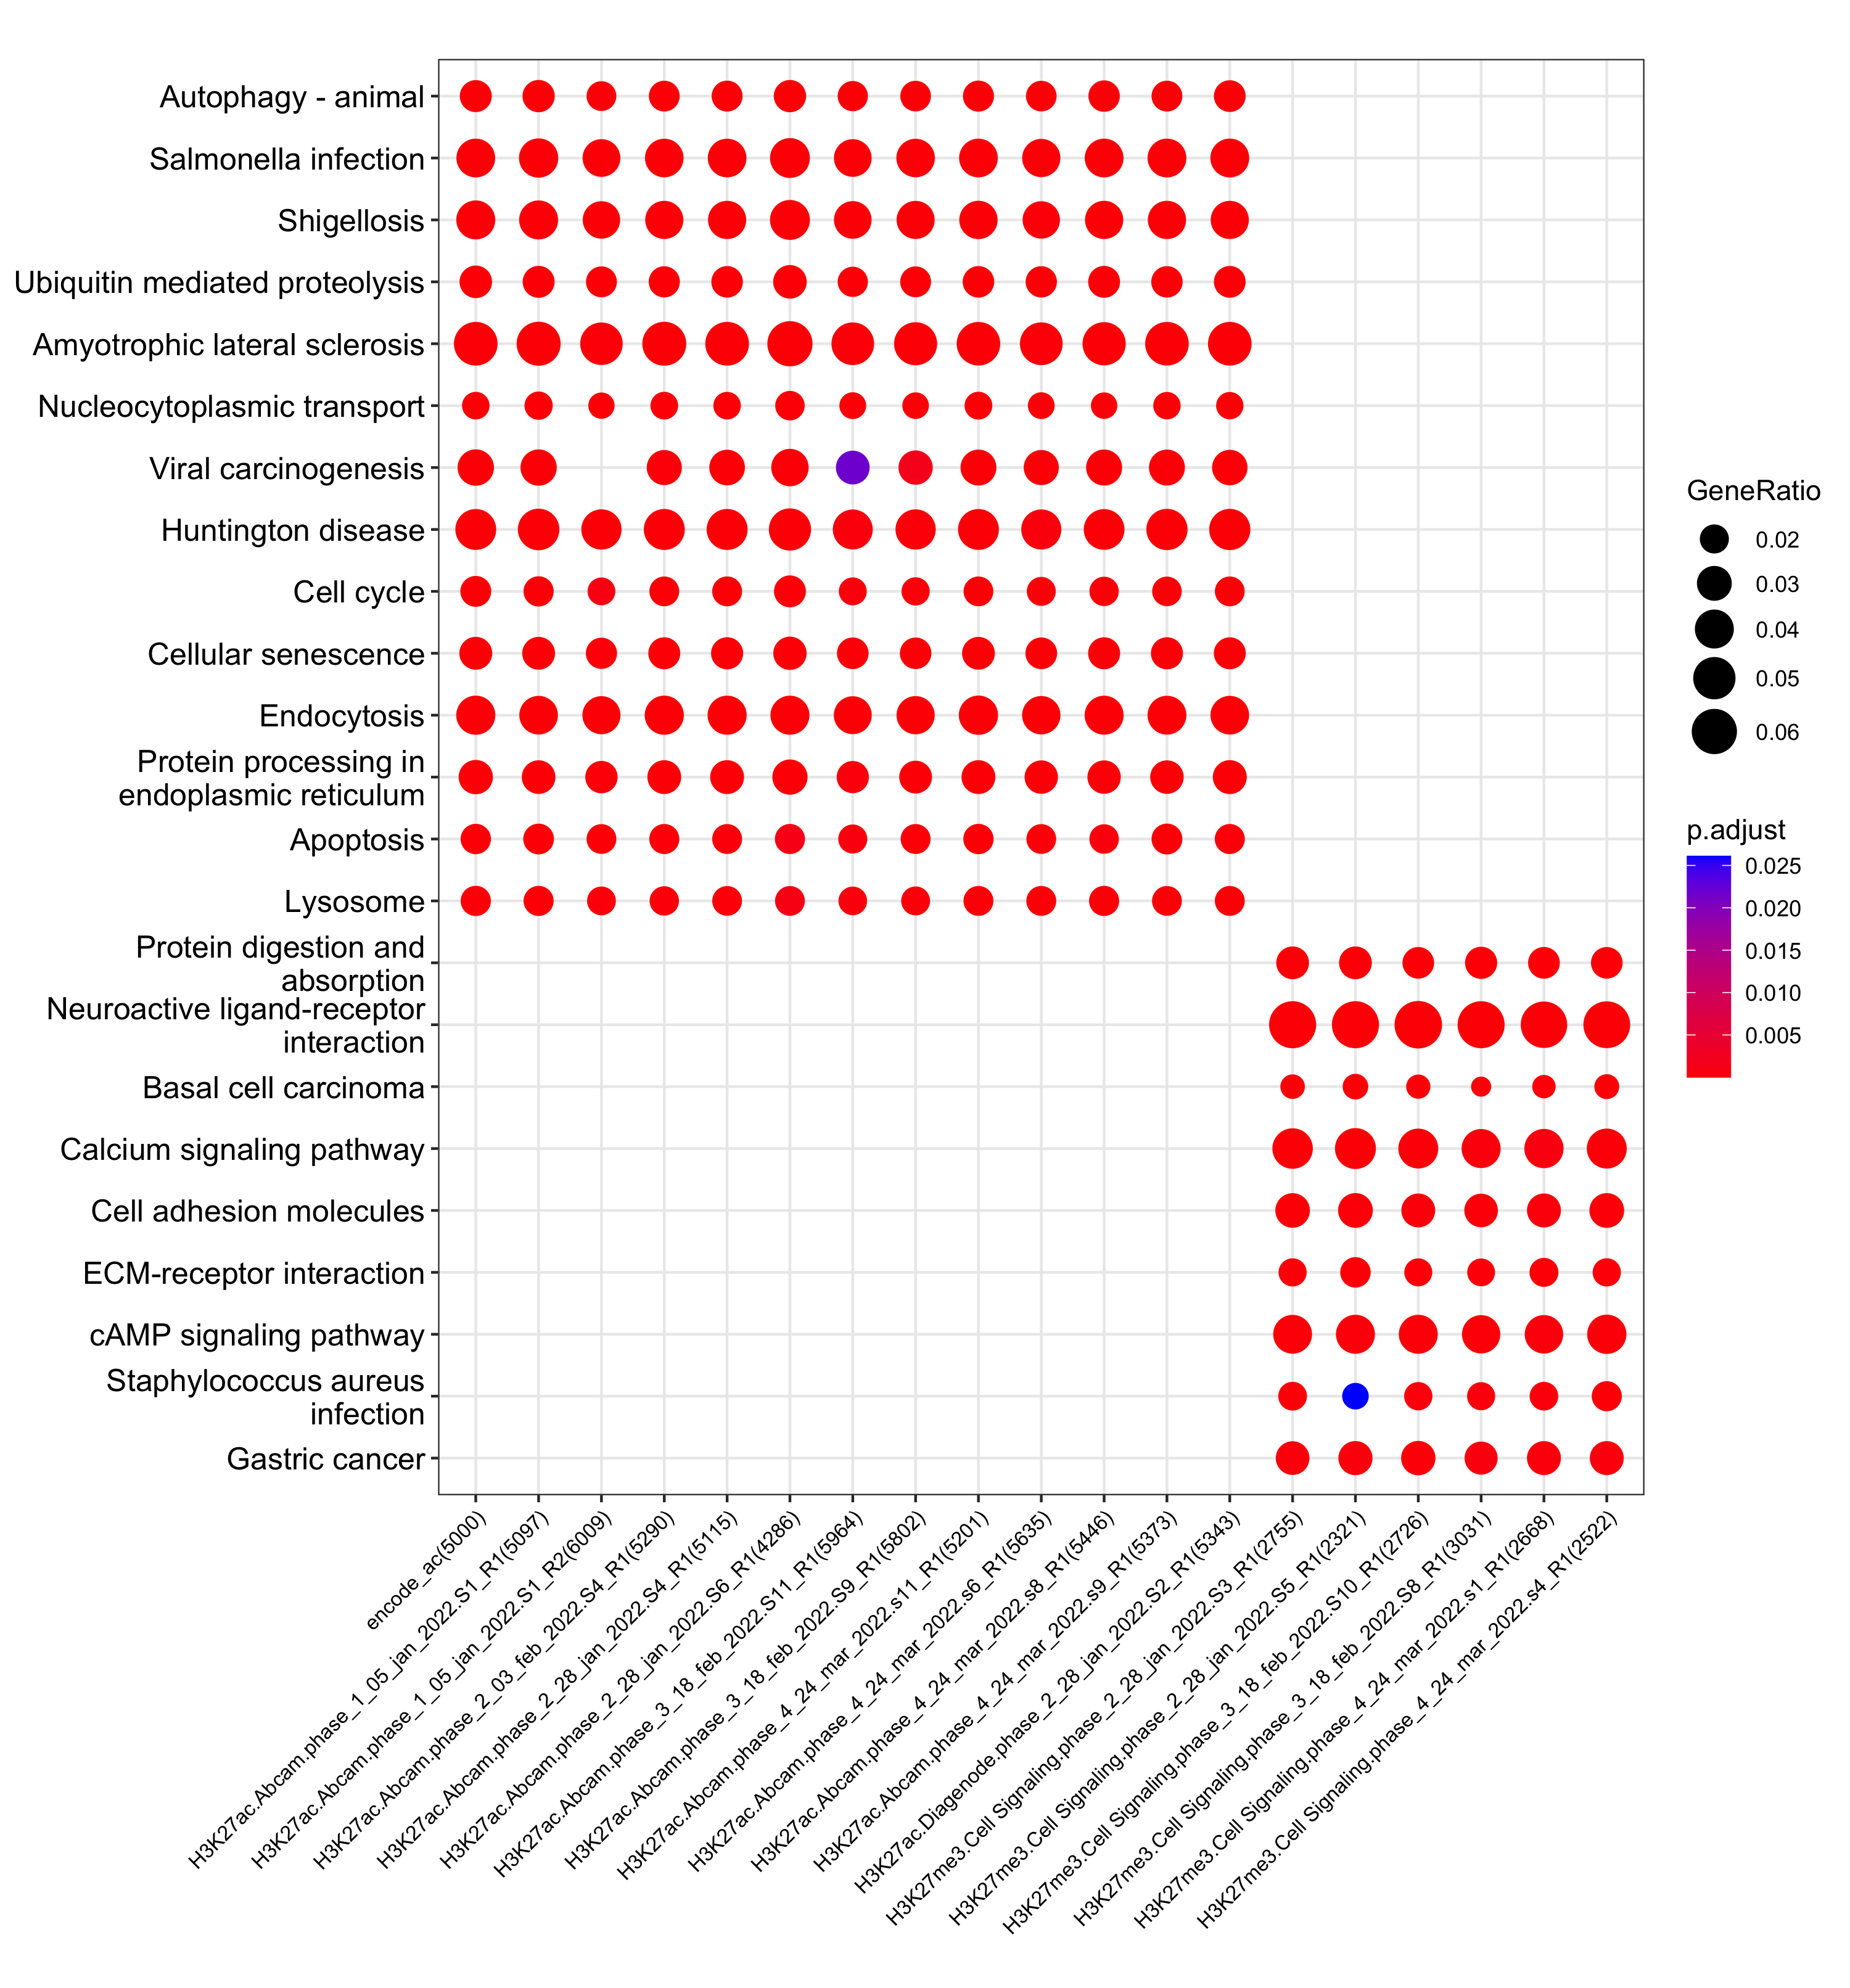 Autophagy - animal
Salmonella infection
Shigellosis
Ubiquitin mediated proteolysis
Amyotrophic lateral sclerosis
Nucleocytoplasmic transport
Viral carcinogenesis
Huntington disease
Cell cycle
Cellular senescence
Endocytosis
Protein processing in
endoplasmic reticulum
Apoptosis
Lysosome
Protein digestion and
absorption
Neuroactive ligand-receptor
interaction
Basal cell carcinoma
Calcium signaling pathway
Cell adhesion molecules
ECM-receptor interaction
cAMP signaling pathway
Staphylococcus aureus
infection
Gastric cancer
encode_ac(5000)
H3K27ac.Abcam.phase_1_05_jan_2022.S1_R1(5097)
H3K27ac.Abcam.phase_1_05_jan_2022.S1_R2(6009)
H3K27ac.Abcam.phase_2_03_feb_2022.S4_R1(5290)
H3K27ac.Abcam.phase_2_28_jan_2022.S4_R1(5115)
H3K27ac.Abcam.phase_2_28_jan_2022.S6_R1(4286)
H3K27ac.Abcam.phase_3_18_feb_2022.S11_R1(5964)
H3K27ac.Abcam.phase_3_18_feb_2022.S9_R1(5802)
H3K27ac.Abcam.phase_4_24_mar_2022.s11_R1(5201)
H3K27ac.Abcam.phase_4_24_mar_2022.s6_R1(5635)
H3K27ac.Abcam.phase_4_24_mar_2022.s8_R1(5446)
H3K27ac.Abcam.phase_4_24_mar_2022.s9_R1(5373)
H3K27ac.Diagenode.phase_2_28_jan_2022.S2_R1(5343)
H3K27me3.Cell Signaling.phase_2_28_jan_2022.S3_R1(2755)
H3K27me3.Cell Signaling.phase_2_28_jan_2022.S5_R1(2321)
H3K27me3.Cell Signaling.phase_3_18_feb_2022.S10_R1(2726)
H3K27me3.Cell Signaling.phase_3_18_feb_2022.S8_R1(3031)
H3K27me3.Cell Signaling.phase_4_24_mar_2022.s1_R1(2668)
H3K27me3.Cell Signaling.phase_4_24_mar_2022.s4_R1(2522)
GeneRatio
0.02
0.03
0.04
0.05
0.06
p.adjust
0.025
0.020
0.015
0.010
0.005